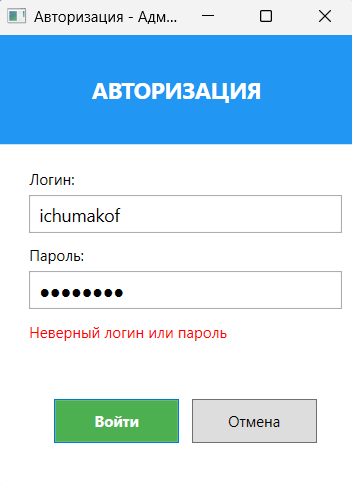 Авторизация - Адм...
АВТОРИЗАЦИЯ
Логин:
ichumakof
Пароль:
●●●●●●●●
Неверный логин или пароль
Войти
Отмена